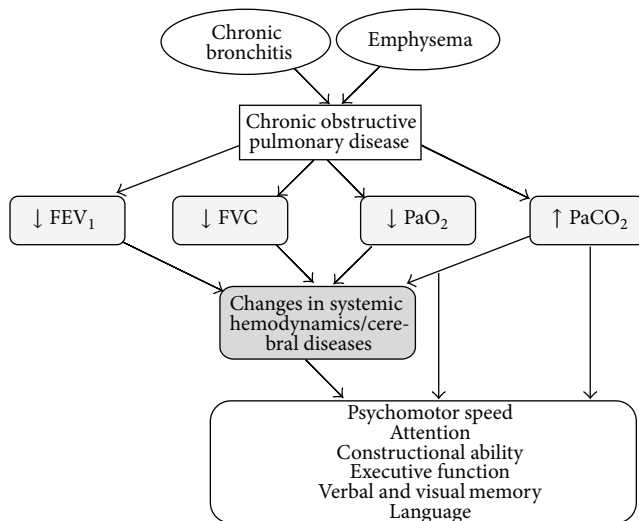 Chronic
bronchitis
Emphysema
Chronic obstructive
pulmonary disease
↓ FEV₁
↓ FVC
↓ PaO₂
↑ PaCO₂
Changes in systemic
hemodynamics/cere-
bral diseases
Psychomotor speed
Attention
Constructional ability
Executive function
Verbal and visual memory
Language